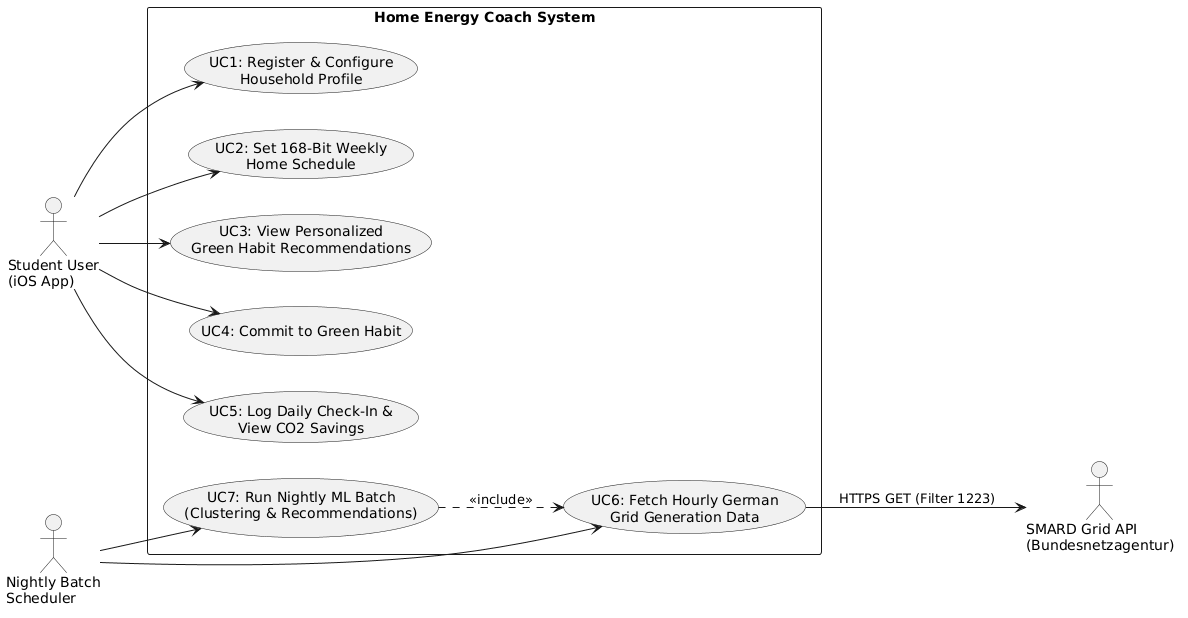 Home Energy Coach System
UC1: Register & Configure
Household Profile
UC2: Set 168-Bit Weekly
Home Schedule
UC3: View Personalized
Green Habit Recommendations
Student User
(iOS App)
UC4: Commit to Green Habit
UC5: Log Daily Check-In &
View CO2 Savings
UC7: Run Nightly ML Batch
(Clustering & Recommendations)
«include»
UC6: Fetch Hourly German
Grid Generation Data
HTTPS GET (Filter 1223)
SMARD Grid API
(Bundesnetzagentur)
Nightly Batch
Scheduler